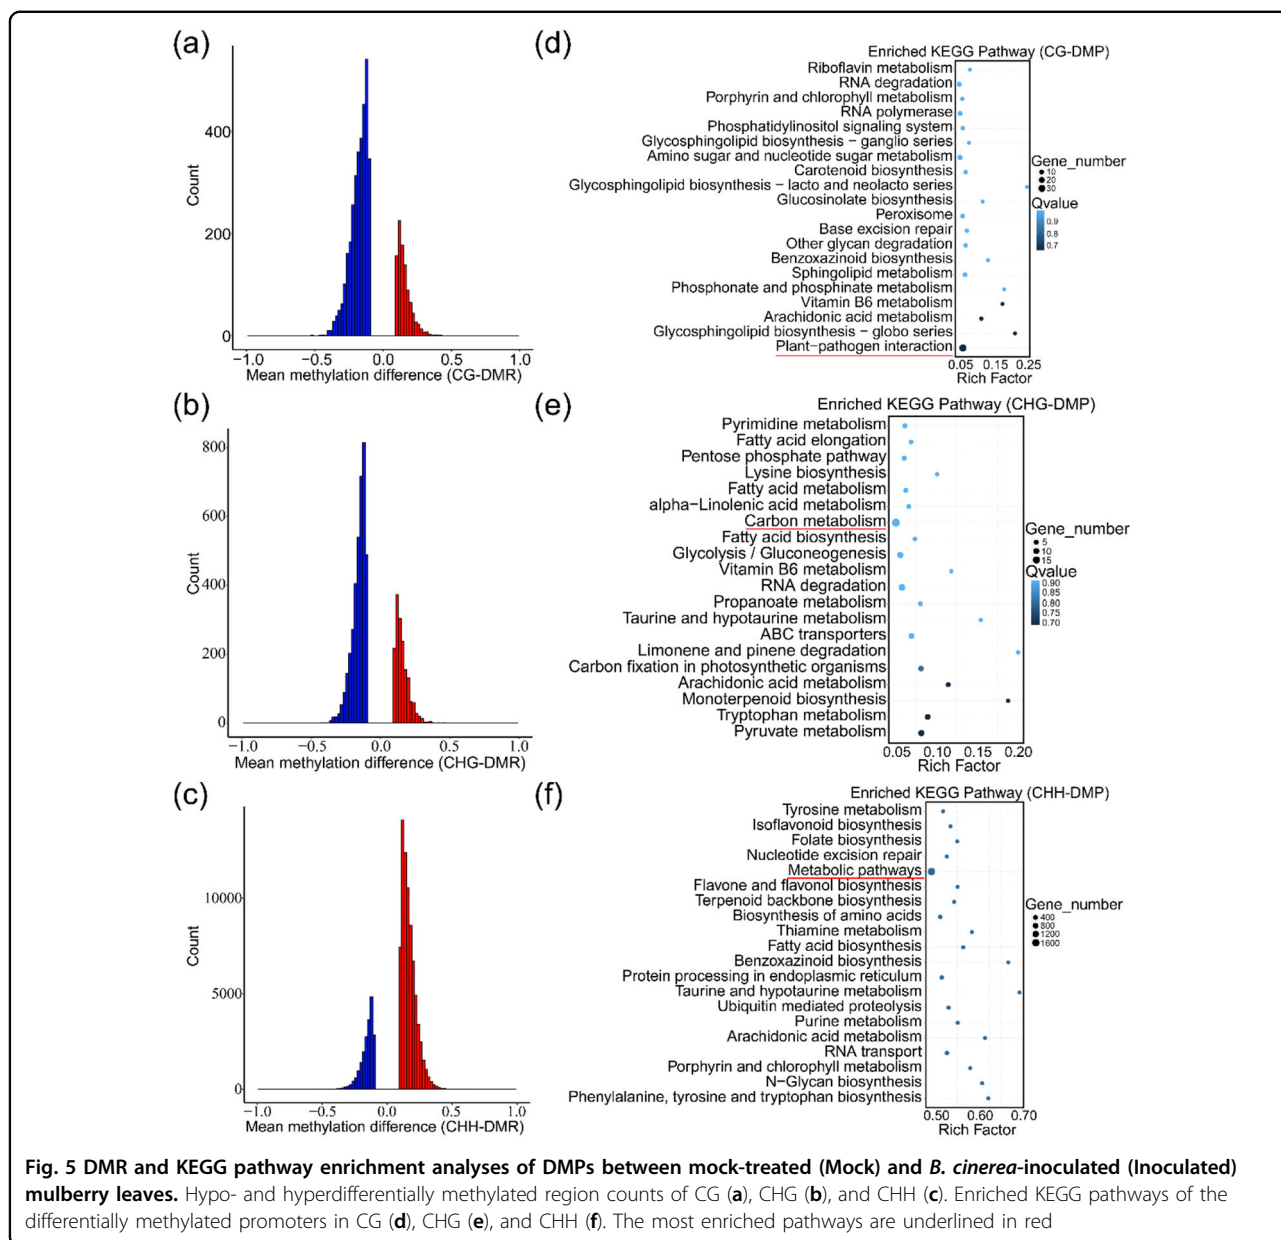 (a)
Count
400
200
0
−1.0 −0.5 0.0 0.5 1.0
Mean methylation difference (CG-DMR)
(d)
Enriched KEGG Pathway (CG-DMP)
Riboflavin metabolism
RNA degradation
Porphyrin and chlorophyll metabolism
RNA polymerase
Phosphatidylinositol signaling system
Glycosphingolipid biosynthesis − ganglio series
Amino sugar and nucleotide sugar metabolism
Carotenoid biosynthesis
Glycosphingolipid biosynthesis − lacto and neolacto series
Glucosinolate biosynthesis
Peroxisome
Base excision repair
Other glycan degradation
Benzoxazinoid biosynthesis
Sphingolipid metabolism
Phosphonate and phosphinate metabolism
Vitamin B6 metabolism
Arachidonic acid metabolism
Glycosphingolipid biosynthesis − globo series
Plant−pathogen interaction
0.05 0.15 0.25
Rich Factor
Gene_number
10
20
30
Qvalue
0.9
0.8
0.7
(b)
Count
800
600
400
200
0
−1.0 −0.5 0.0 0.5 1.0
Mean methylation difference (CHG-DMR)
(e)
Enriched KEGG Pathway (CHG-DMP)
Pyrimidine metabolism
Fatty acid elongation
Pentose phosphate pathway
Lysine biosynthesis
Fatty acid metabolism
alpha−Linolenic acid metabolism
Carbon metabolism
Fatty acid biosynthesis
Glycolysis / Gluconeogenesis
Vitamin B6 metabolism
RNA degradation
Propanoate metabolism
Taurine and hypotaurine metabolism
ABC transporters
Limonene and pinene degradation
Carbon fixation in photosynthetic organisms
Arachidonic acid metabolism
Monoterpenoid biosynthesis
Tryptophan metabolism
Pyruvate metabolism
0.05 0.10 0.15 0.20
Rich Factor
Gene_number
5
10
15
Qvalue
0.90
0.85
0.80
0.75
0.70
(c)
Count
10000
5000
0
−1.0 −0.5 0.0 0.5 1.0
Mean methylation difference (CHH-DMR)
(f)
Enriched KEGG Pathway (CHH-DMP)
Tyrosine metabolism
Isoflavonoid biosynthesis
Folate biosynthesis
Nucleotide excision repair
Metabolic pathways
Flavone and flavonol biosynthesis
Terpenoid backbone biosynthesis
Biosynthesis of amino acids
Thiamine metabolism
Fatty acid biosynthesis
Benzoxazinoid biosynthesis
Protein processing in endoplasmic reticulum
Taurine and hypotaurine metabolism
Ubiquitin mediated proteolysis
Purine metabolism
Arachidonic acid metabolism
RNA transport
Porphyrin and chlorophyll metabolism
N−Glycan biosynthesis
Phenylalanine, tyrosine and tryptophan biosynthesis
0.50 0.60 0.70
Rich Factor
Gene_number
400
800
1200
1600
Fig. 5 DMR and KEGG pathway enrichment analyses of DMPs between mock-treated (Mock) and B. cinerea-inoculated (Inoculated)
mulberry leaves. Hypo- and hyperdifferentially methylated region counts of CG (a), CHG (b), and CHH (c). Enriched KEGG pathways of the
differentially methylated promoters in CG (d), CHG (e), and CHH (f). The most enriched pathways are underlined in red